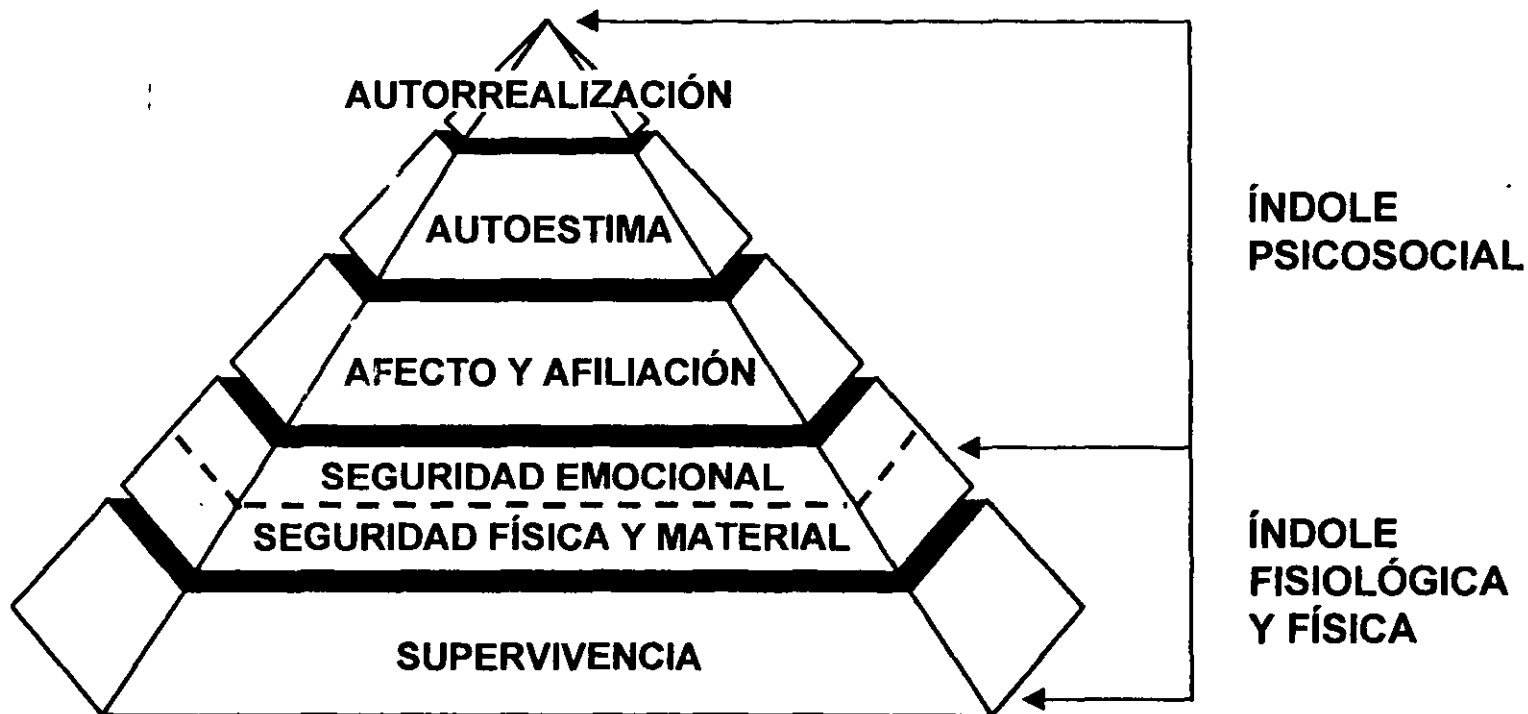 AUTORREALIZACIÓN
AUTOESTIMA
AFECTO Y AFILIACIÓN
SEGURIDAD EMOCIONAL
SEGURIDAD FÍSICA Y MATERIAL
SUPERVIVENCIA
ÍNDOLE
PSICOSOCIAL
ÍNDOLE
FISIOLÓGICA
Y FÍSICA